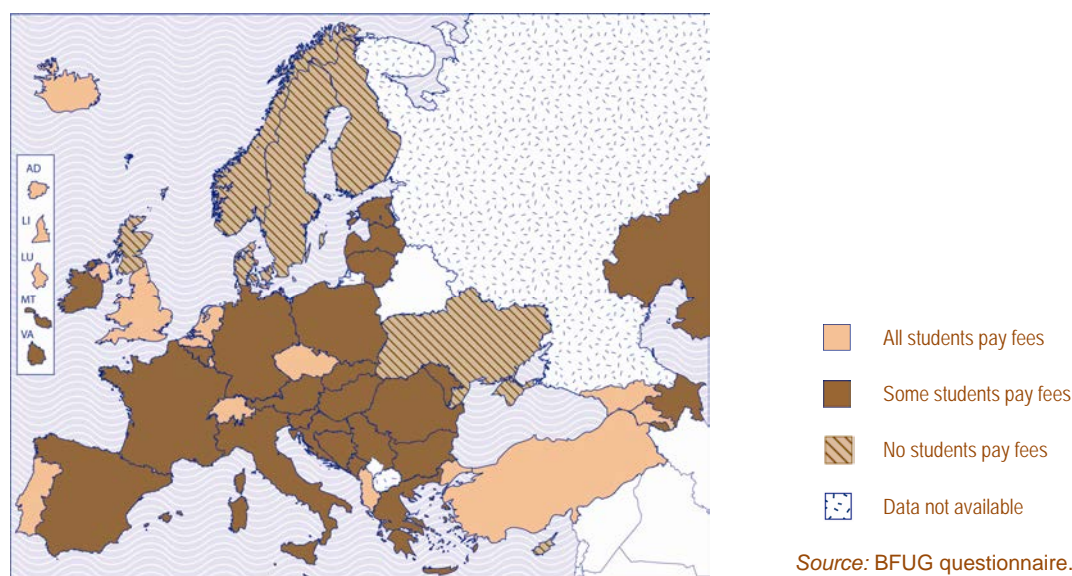 AD
LI
LU
MT
VA
All students pay fees
Some students pay fees
No students pay fees
Data not available
Source: BFUG questionnaire.